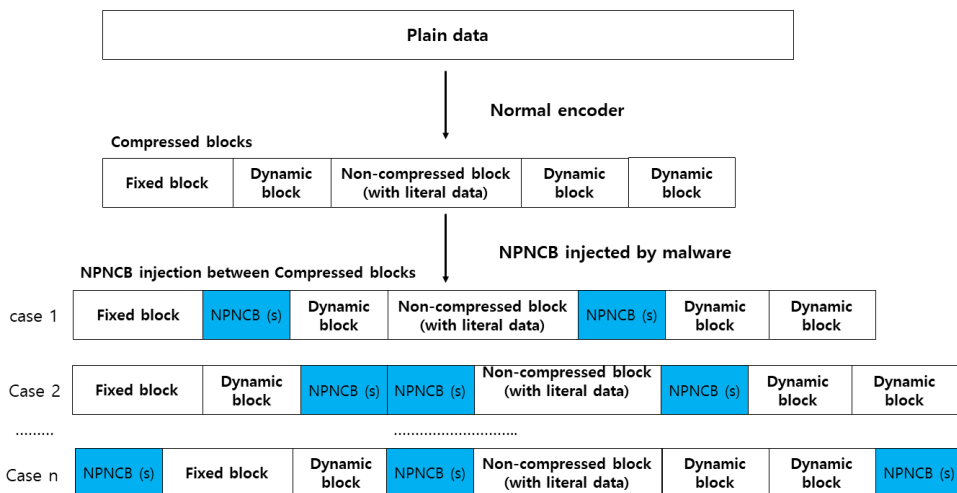 Plain data
Normal encoder
Compressed blocks
Fixed block
Dynamic
block
Non-compressed block
(with literal data)
Dynamic
block
Dynamic
block
NPNCB injected by malware
NPNCB injection between Compressed blocks
case 1
Fixed block
NPNCB (s)
Dynamic
block
Non-compressed block
(with literal data)
NPNCB (s)
Dynamic
block
Dynamic
block
Case 2
Fixed block
Dynamic
block
NPNCB (s)
NPNCB (s)
Non-compressed block
(with literal data)
NPNCB (s)
Dynamic
block
Dynamic
block
.........
.............................
Case n
NPNCB (s)
Fixed block
Dynamic
block
NPNCB (s)
Non-compressed block
(with literal data)
Dynamic
block
Dynamic
block
NPNCB (s)